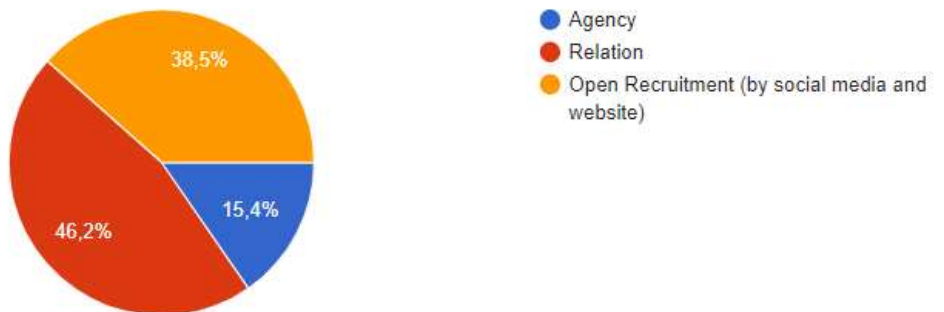 38,5%
46,2%
15,4%
Agency
Relation
Open Recruitment (by social media and
website)